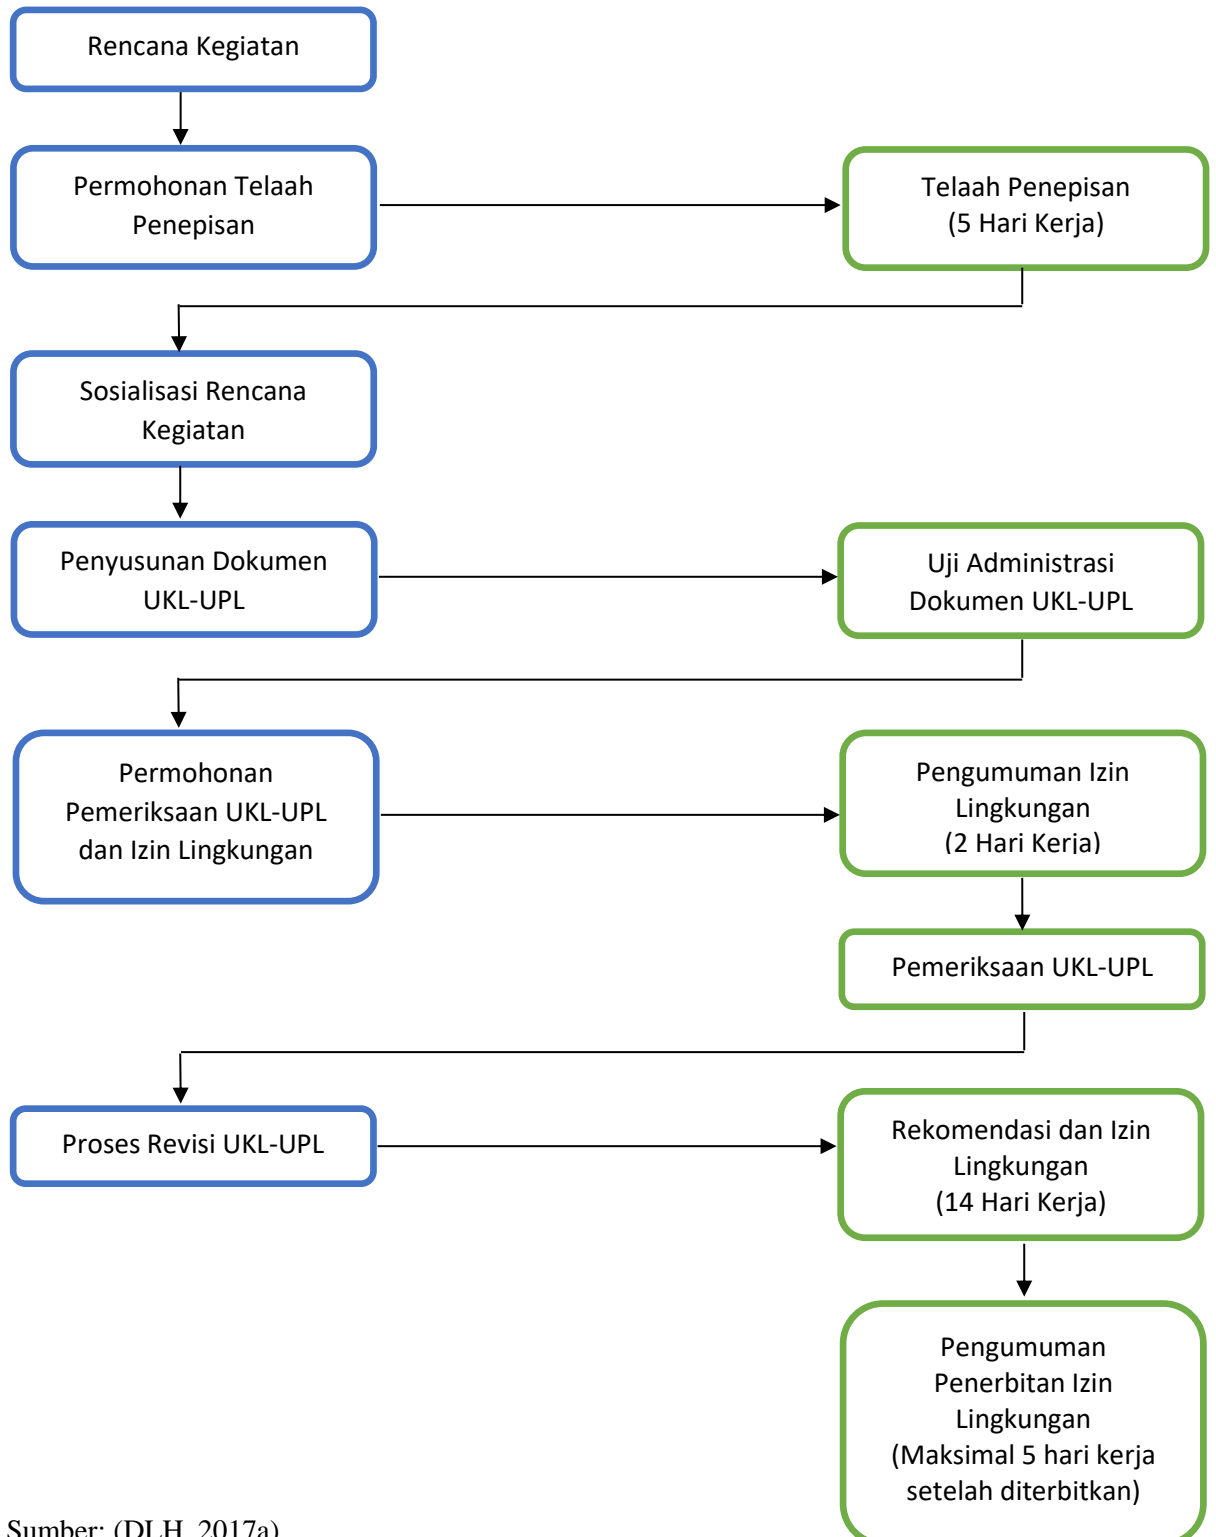 Rencana Kegiatan
Permohonan Telaah
Penepisan
Telaah Penepisan
(5 Hari Kerja)
Sosialisasi Rencana
Kegiatan
Penyusunan Dokumen
UKL-UPL
Uji Administrasi
Dokumen UKL-UPL
Permohonan
Pemeriksaan UKL-UPL
dan Izin Lingkungan
Pengumuman Izin
Lingkungan
(2 Hari Kerja)
Pemeriksaan UKL-UPL
Proses Revisi UKL-UPL
Rekomendasi dan Izin
Lingkungan
(14 Hari Kerja)
Pengumuman
Penerbitan Izin
Lingkungan
(Maksimal 5 hari kerja
setelah diterbitkan)
Sumber: (DLH, 2017a)